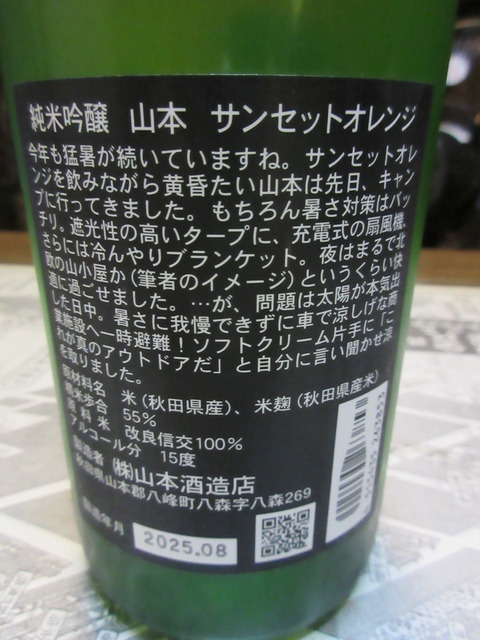 純米吟醸　山本　サンセットオレンジ
今年も猛暑が続いていますね。サンセットオレ
ンジを飲みながら黄昏たい山本は先日、キャン
プに行ってきました。もちろん暑さ対策はバッ
チリ。遮光性の高いタープに、充電式の扇風機、
さらには冷んやりブランケット。夜はまるで北
欧の山小屋か（筆者のイメージ）というくらい快
適に過ごせました。…が、問題は太陽が本気出
した日中。暑さに我慢できずに車で涼しげな商
業施設へ一時避難！ソフトクリーム片手に「こ
れが真のアウトドアだ」と自分に言い聞かせ涼
を取りました。
原材料名　米（秋田県産）、米麹（秋田県産米）
精米歩合　55％
原料米　改良信交100％
アルコール分　15度
製造者　㈱山本酒造店
秋田県山本郡八峰町八森字八森269
製造年月　2025.08